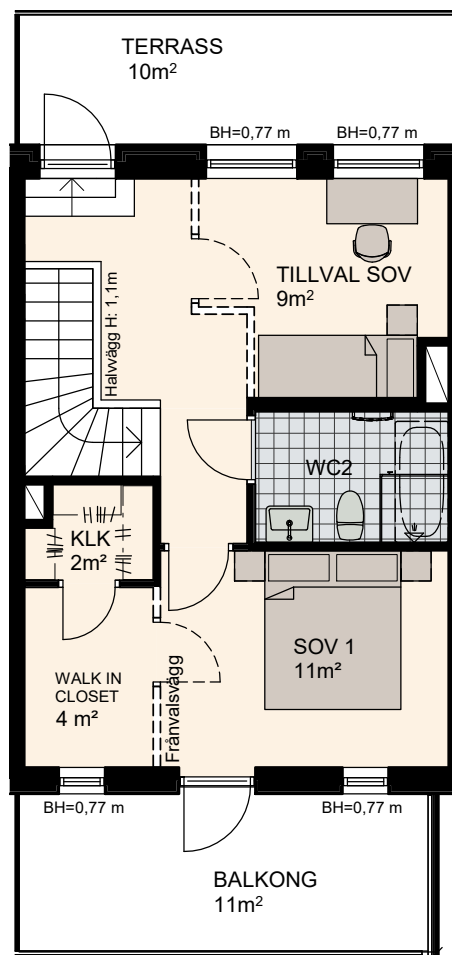 TERRASS
10m²
BH=0,77 m
BH=0,77 m
Halvvägg H: 1,1m
TILLVAL SOV
9m²
WC2
KLK
2m²
SOV 1
11m²
WALK IN
CLOSET
4 m²
Frånvalsvägg
BH=0,77 m
BH=0,77 m
BALKONG
11m²